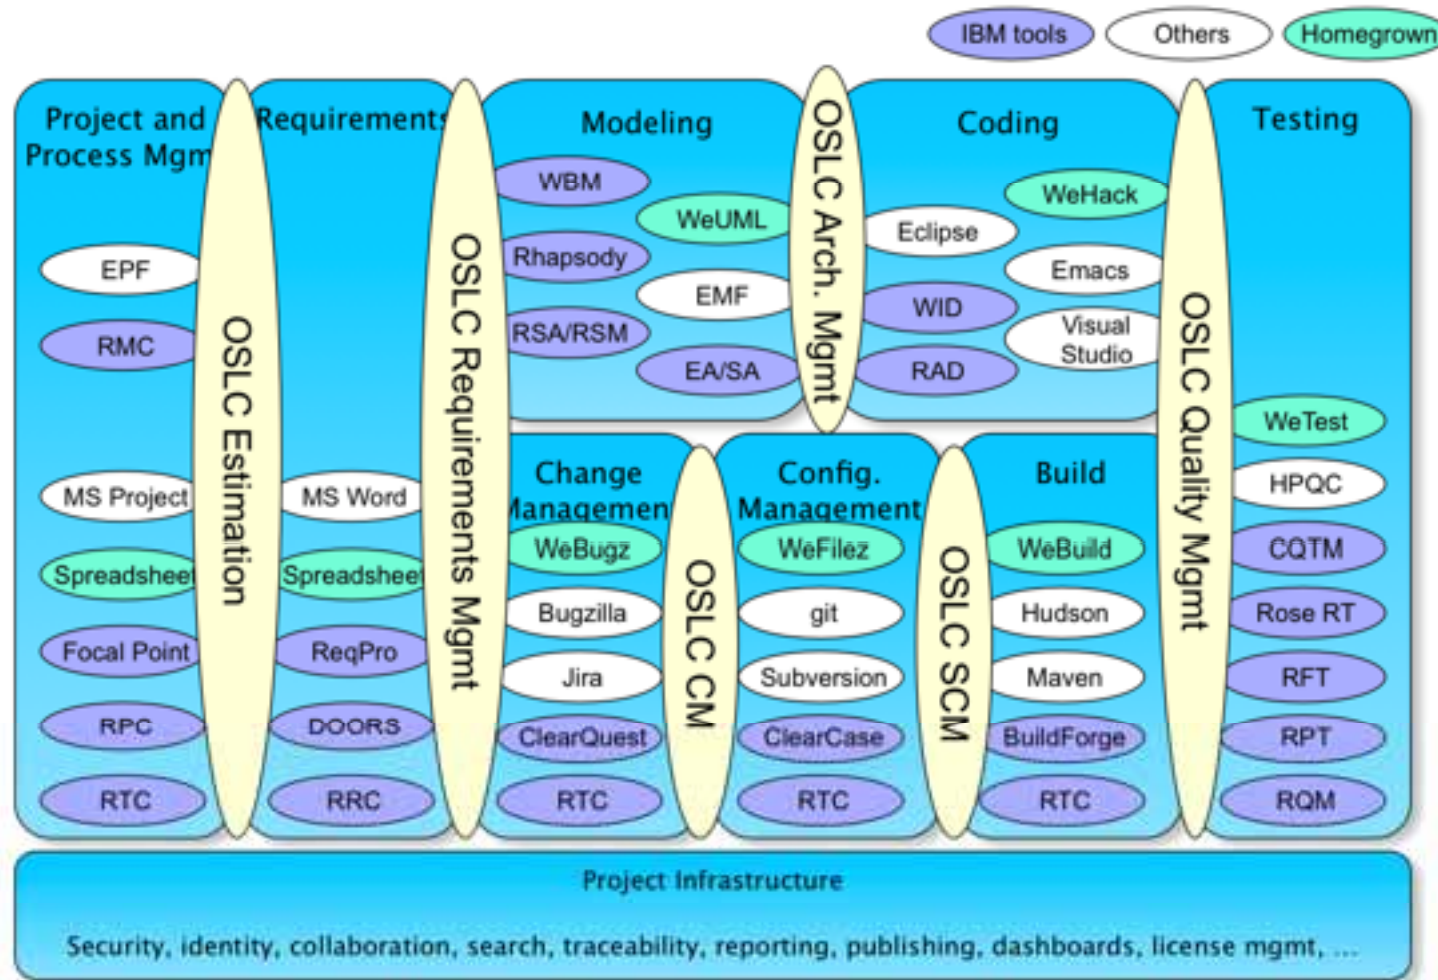 IBM tools
Others
Homegrown
Project and
Process Mgm
Requirements
Modeling
Coding
Testing
EPF
RMC
MS Project
Spreadsheet
Focal Point
RPC
RTC
OSLC Estimation
MS Word
Spreadsheet
ReqPro
DOORS
RRC
OSLC Requirements Mgmt
WBM
WeUML
Rhapsody
EMF
RSA/RSM
EA/SA
OSLC Arch. Mgmt
WeHack
Eclipse
Emacs
WID
Visual
Studio
RAD
Change
Managemen
WeBugz
Bugzilla
Jira
ClearQuest
RTC
OSLC CM
Config.
Management
WeFilez
git
Subversion
ClearCase
RTC
OSLC SCM
Build
WeBuild
Hudson
Maven
BuildForge
RTC
OSLC Quality Mgmt
WeTest
HPQC
CQTM
Rose RT
RFT
RPT
RQM
Project Infrastructure
Security, identity, collaboration, search, traceability, reporting, publishing, dashboards, license mgmt, ...